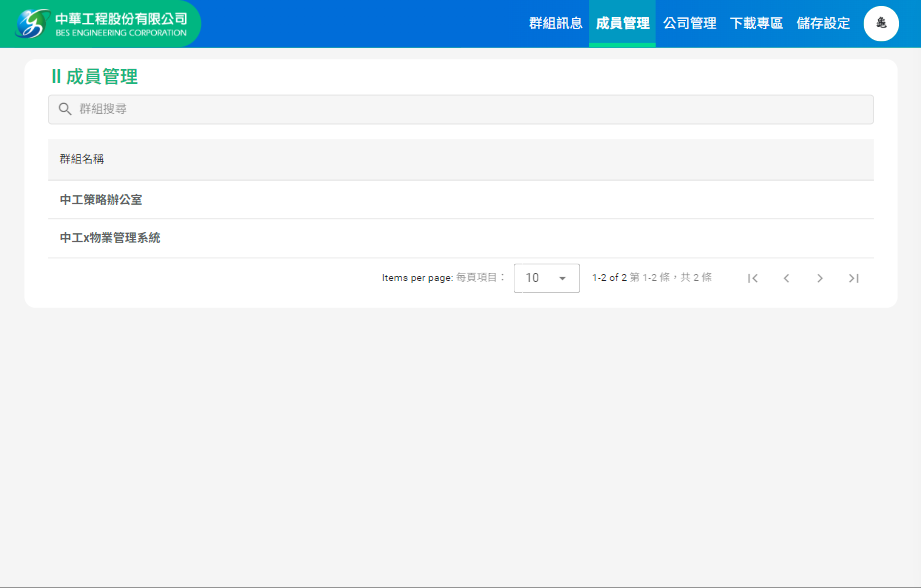 中華工程股份有限公司
BES ENGINEERING CORPORATION
群組訊息 成員管理 公司管理 下載專區 儲存設定
II 成員管理
群組搜尋
群組名稱
中工策略辦公室
中工x物業管理系統
Items per page: 每頁項目： 10 1-2 of 2 第 1-2 條，共 2 條